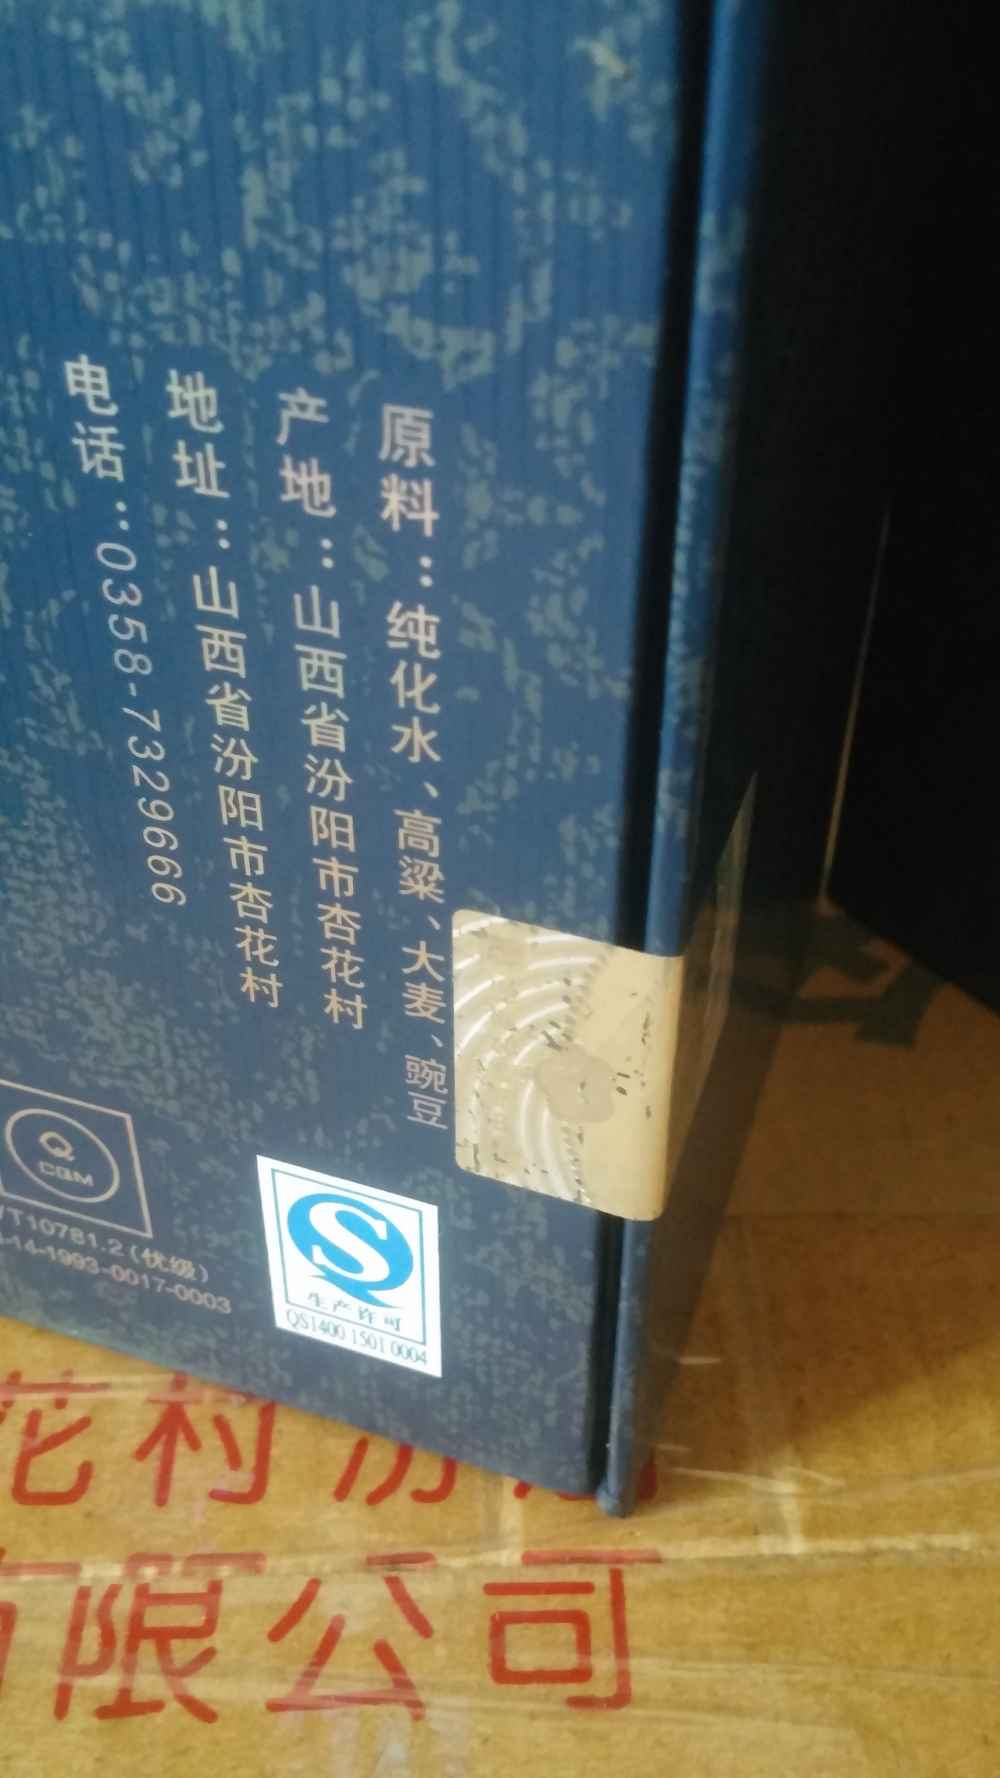 原料：纯化水、高粱、大麦、豌豆
产地：山西省汾阳市杏花村
地址：山西省汾阳市杏花村
电话：0358-7329666
Q
CQM
/T10781.2(优级)
-14-1993-0017-0003
生产许可
QS1400 1501 0004
花村汾酒
有限公司